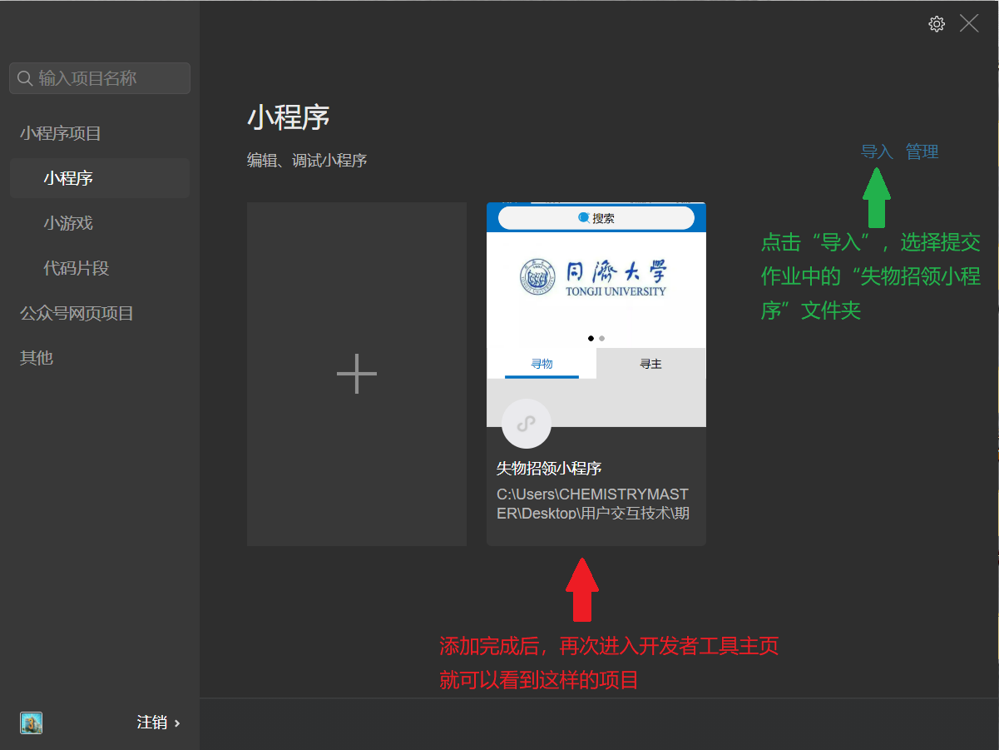 输入项目名称
小程序项目
小程序
小游戏
代码片段
公众号网页项目
其他
注销
小程序
编辑、调试小程序
导入 管理
点击“导入”，选择提交
作业中的“失物招领小程
序”文件夹
搜索
同濟大学
TONGJI UNIVERSITY
寻物
寻主
失物招领小程序
C:\Users\CHEMISTRYMAST
ER\Desktop\用户交互技术\期
添加完成后，再次进入开发者工具主页
就可以看到这样的项目